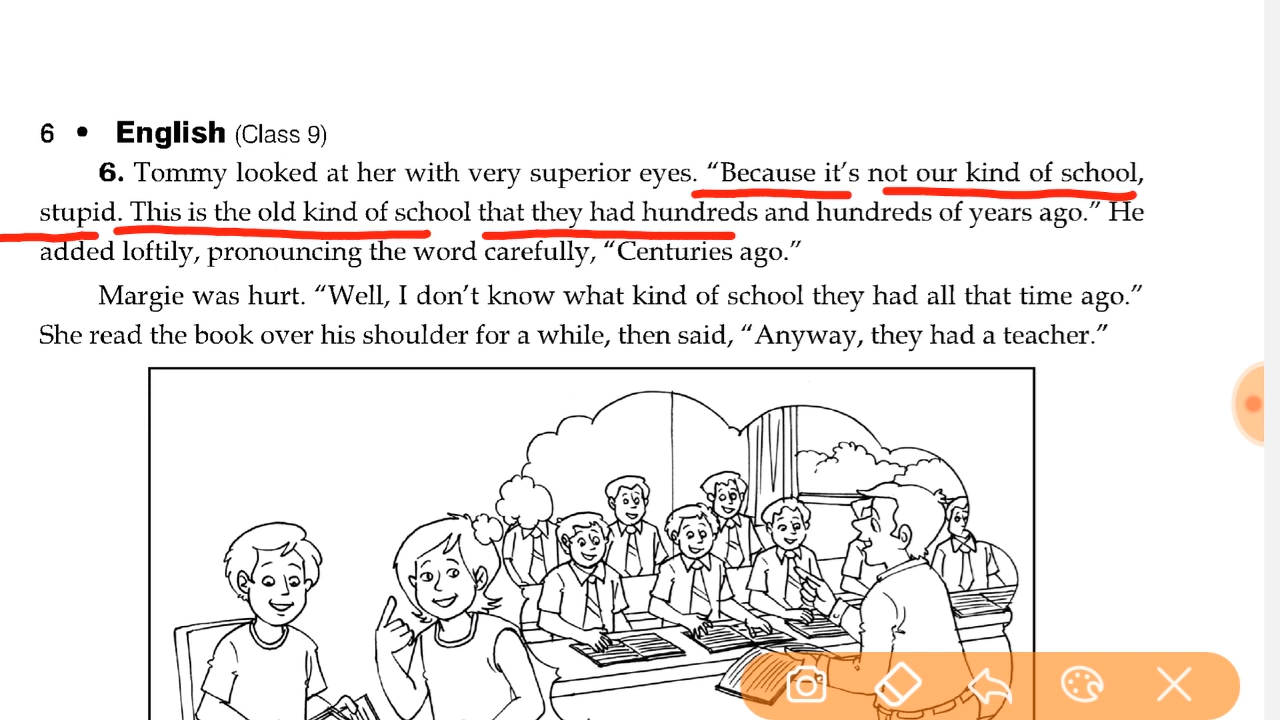 6 • English (Class 9)
6. Tommy looked at her with very superior eyes. “Because it’s not our kind of school,
stupid. This is the old kind of school that they had hundreds and hundreds of years ago.” He
added loftily, pronouncing the word carefully, “Centuries ago.”
Margie was hurt. “Well, I don’t know what kind of school they had all that time ago.”
She read the book over his shoulder for a while, then said, “Anyway, they had a teacher.”